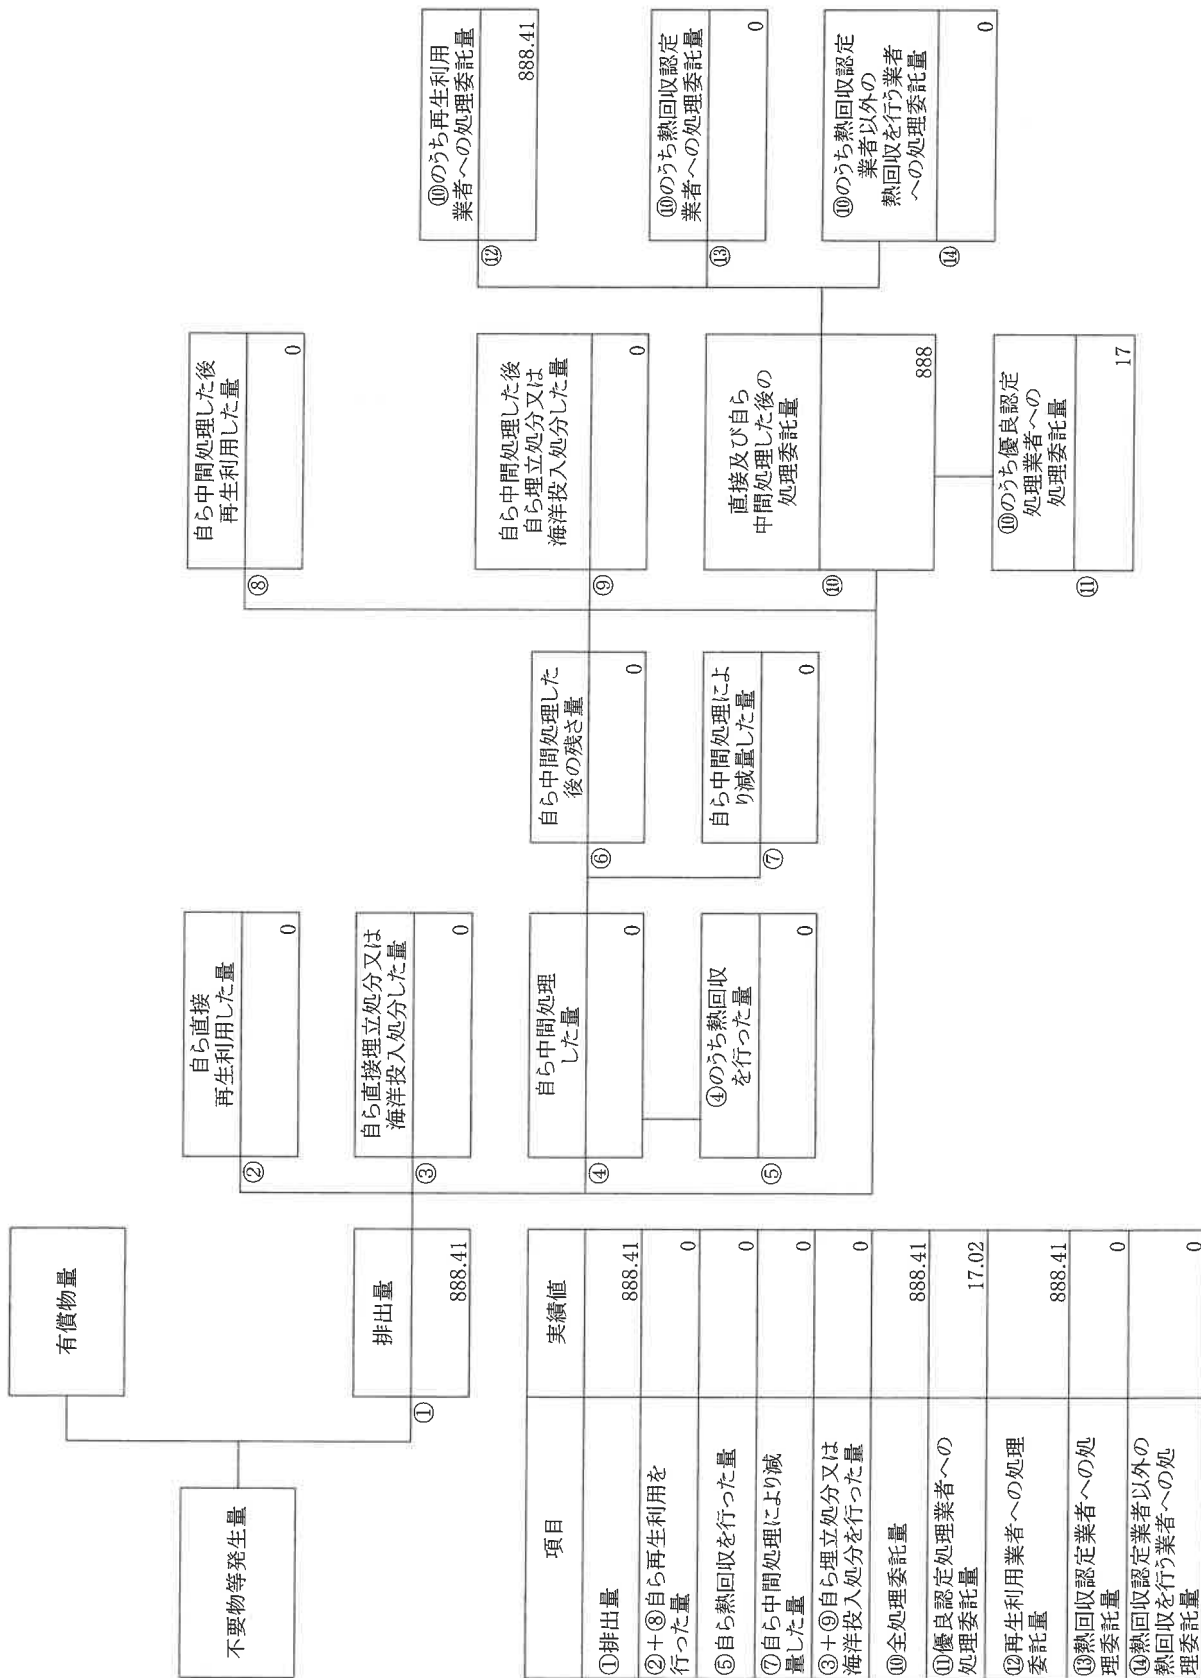 不要物等発生量
有償物量
①
排出量
888.41
②
自ら直接
再生利用した量
0
③
自ら直接埋立処分又は
海洋投入処分した量
0
④
自ら中間処理
した量
0
⑤
④のうち熱回収
を行った量
0
⑥
自ら中間処理した
後の残さ量
0
⑦
自ら中間処理によ
り減量した量
0
⑧
自ら中間処理した後
再生利用した量
0
⑨
自ら中間処理した後
自ら埋立処分又は
海洋投入処分した量
0
⑩
直接及び自ら
中間処理した後の
処理委託量
888
⑪
⑩のうち優良認定
処理業者への
処理委託量
17
⑫
⑩のうち再生利用
業者への処理委託量
888.41
⑬
⑩のうち熱回収認定
業者への処理委託量
0
⑭
⑩のうち熱回収認定
業者以外の
熱回収を行う業者
への処理委託量
0
項目
実績値
①排出量
888.41
②+⑧自ら再生利用を
行った量
0
⑤自ら熱回収を行った量
0
⑦自ら中間処理により減
量した量
0
③+⑨自ら埋立処分又は
海洋投入処分を行った量
0
⑩全処理委託量
888.41
⑪優良認定処理業者への
処理委託量
17.02
⑫再生利用業者への処理
委託量
888.41
⑬熱回収認定業者への処
理委託量
0
⑭熱回収認定業者以外の
熱回収を行う業者への処
理委託量
0